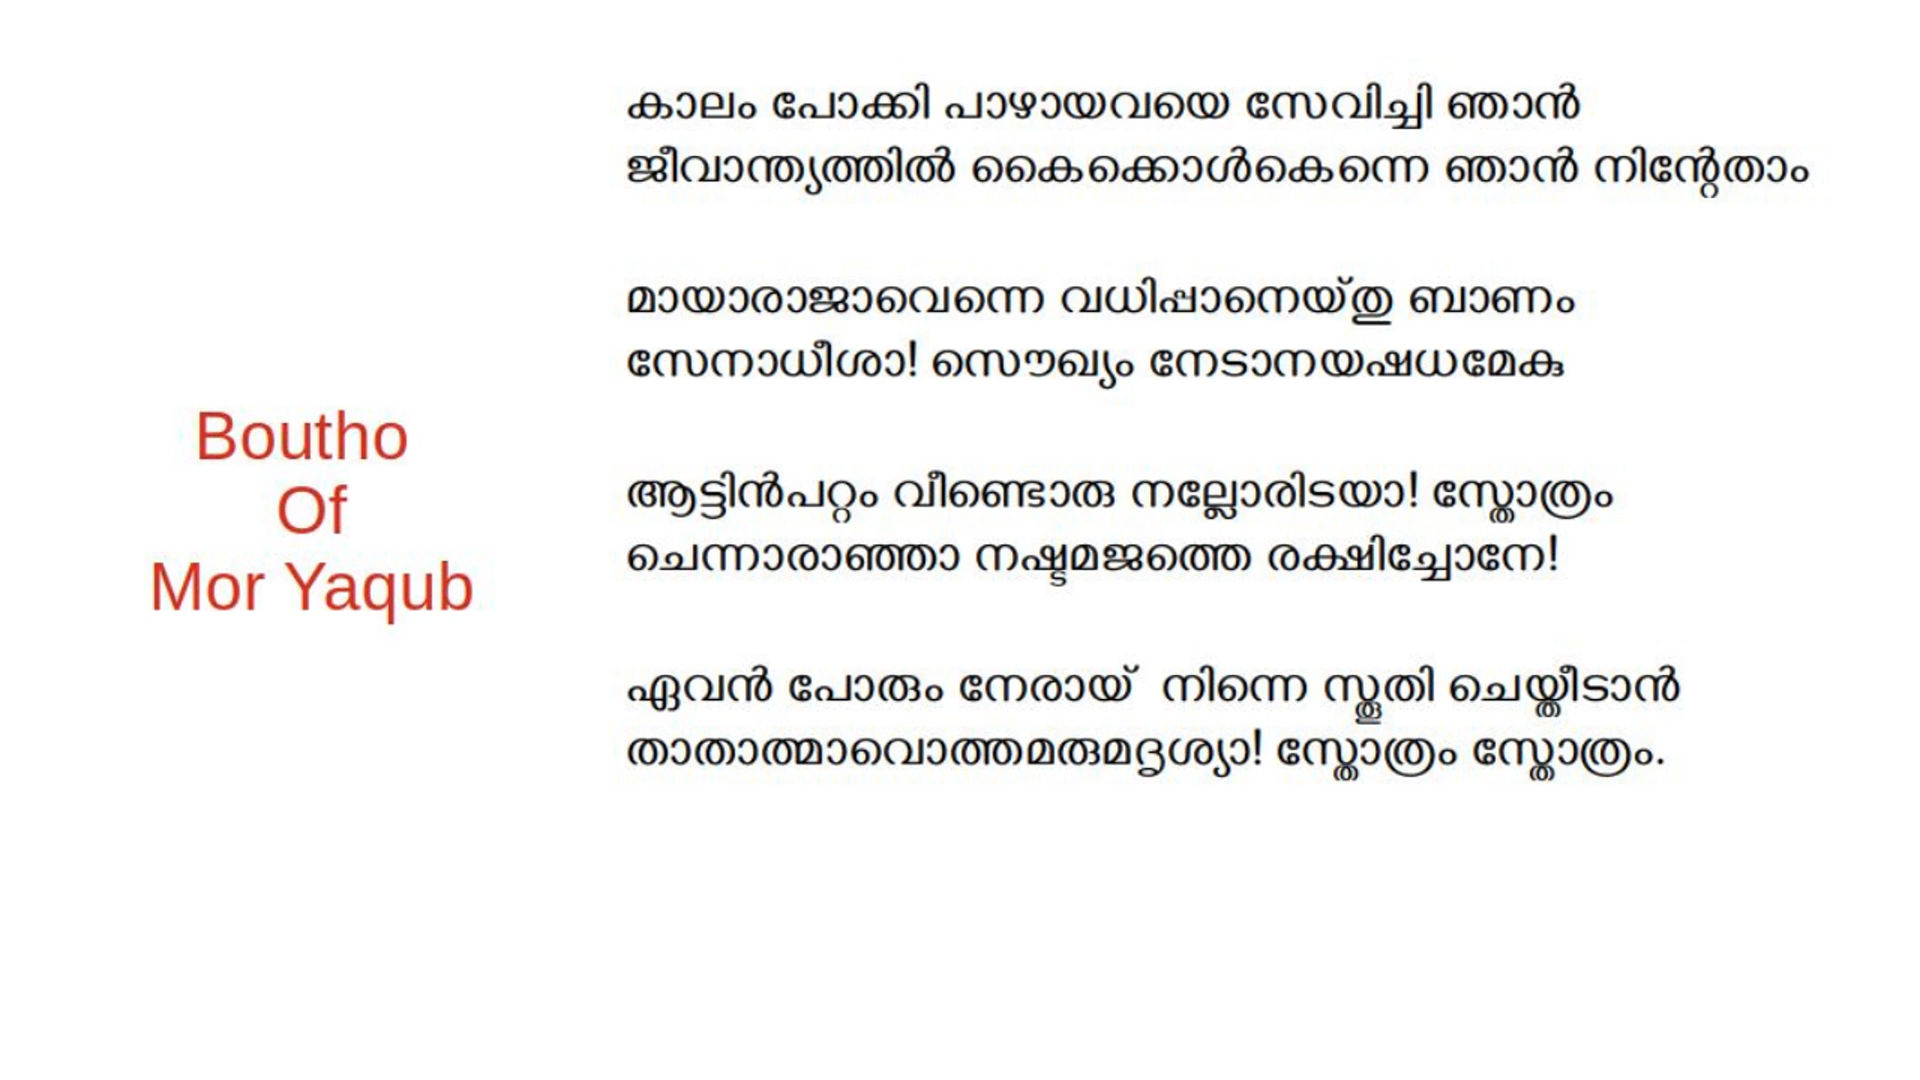 Boutho
Of
Mor Yaqub
കാലം പോക്കി പാഴായവയെ സേവിച്ചി ഞാൻ
ജീവാന്ത്യത്തിൽ കൈക്കൊൾകെന്നെ ഞാൻ നിന്റേതാം
മായാരാജാവെന്നെ വധിപ്പാനെയ്തു ബാണം
സേനാധീശാ! സൌഖ്യം നേടാനയഷധമേകു
ആട്ടിൻപറ്റം വീണ്ടൊരു നല്ലോരിടയാ! സ്തോത്രം
ചെന്നാരാഞ്ഞാ നഷ്ടമജത്തെ രക്ഷിച്ചോനേ!
ഏവൻ പോരും നേരായ് നിന്നെ സ്തൂതി ചെയ്തീടാൻ
താതാത്മാവൊത്തമരുമദൃശ്യാ! സ്തോത്രം സ്തോത്രം.